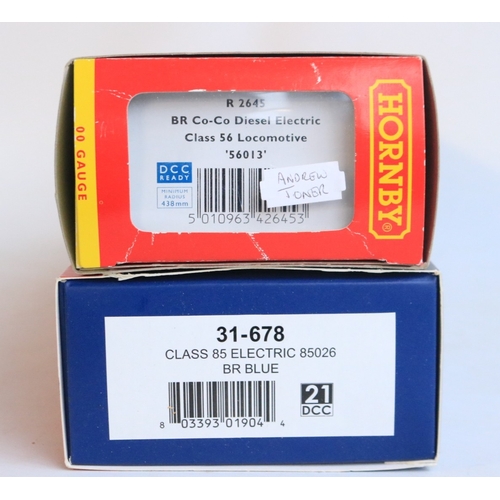 00 GAUGE
R 2645
BR Co-Co Diesel Electric
Class 56 Locomotive
'56013'
DCC
READY
MINIMUM
RADIUS
438mm
ANDREW
TONER
5 010963 426453
HORNBY®
31-678
CLASS 85 ELECTRIC 85026
BR BLUE
8 03393 01904 4
21
DCC